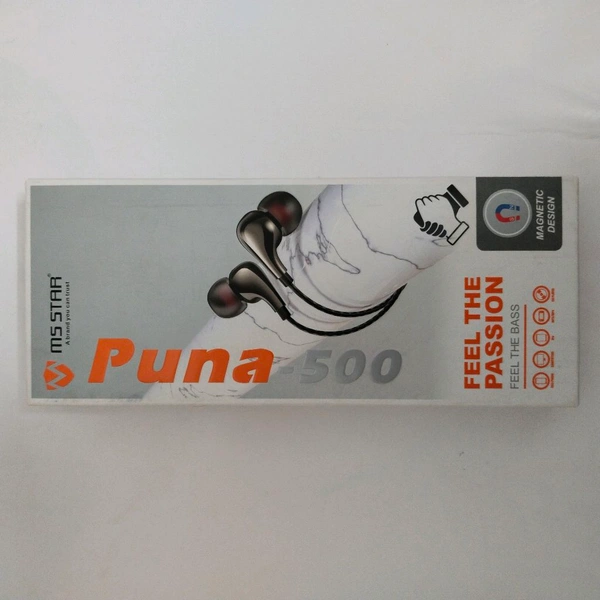 MS STAR®
A brand you can trust
Puna-500
MAGNETIC
DESIGN
FEEL THE
PASSION
FEEL THE BASS